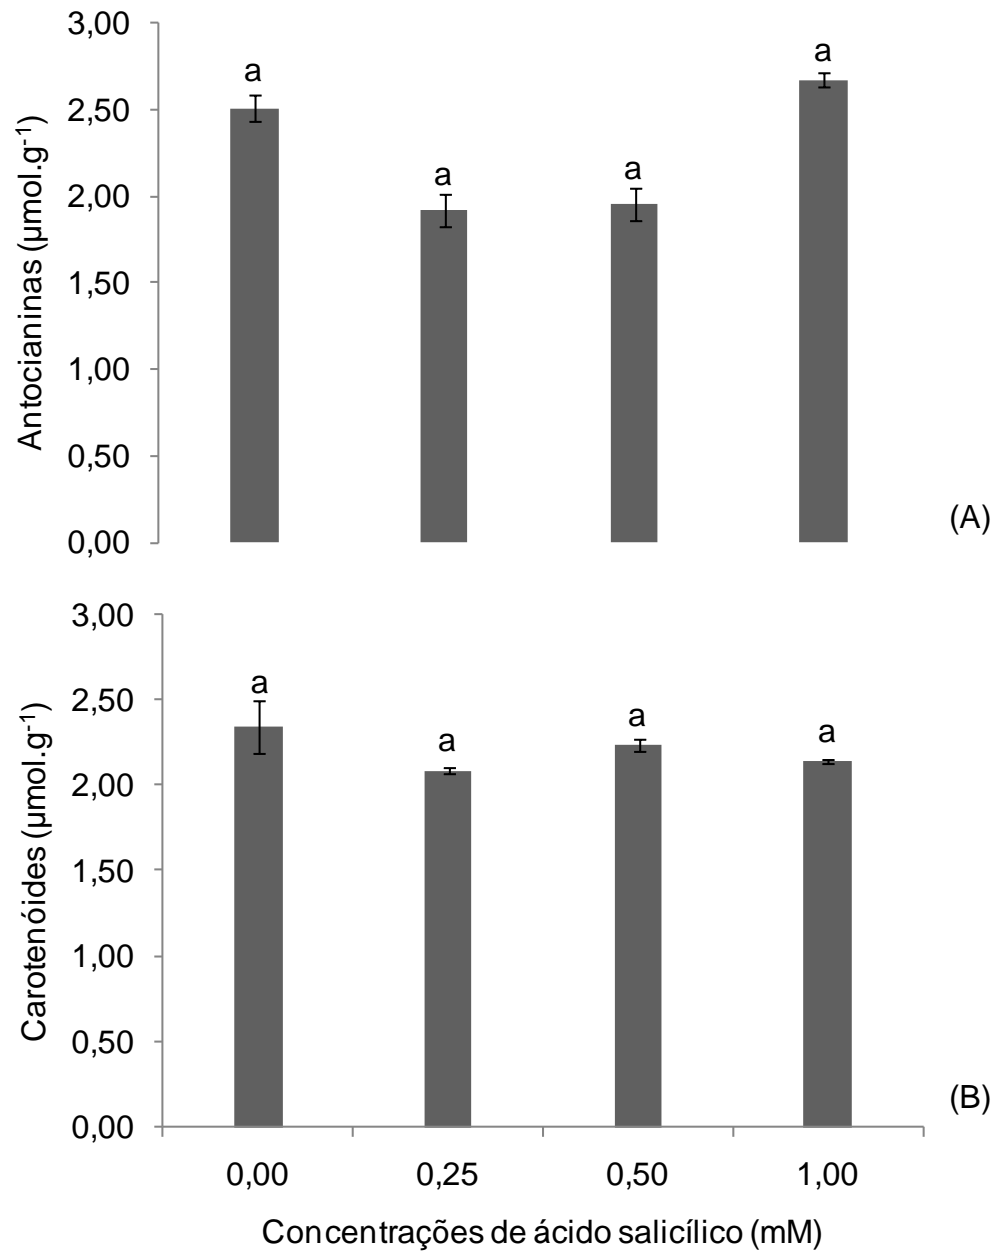 3,00
2,50
2,00
1,50
1,00
0,50
0,00
Antocianinas (µmol.g⁻¹)
a
a
a
a
(A)
3,00
2,50
2,00
1,50
1,00
0,50
0,00
Carotenóides (µmol.g⁻¹)
a
a
a
a
(B)
0,00 0,25 0,50 1,00
Concentrações de ácido salicílico (mM)